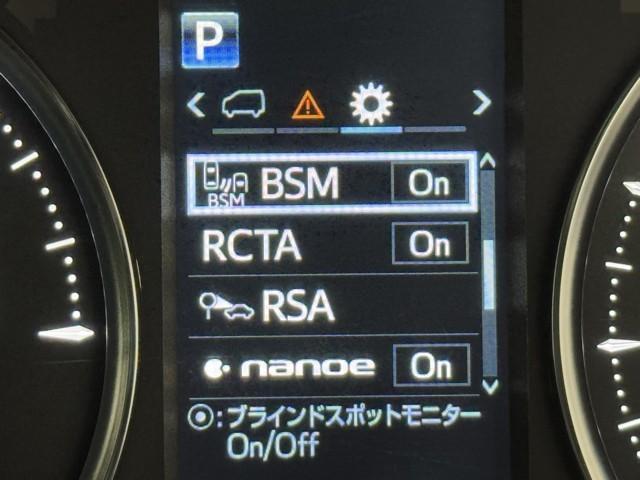 P
BSM BSM On
RCTA On
RSA
nanoe On
⦿:ブラインドスポットモニター
On/Off